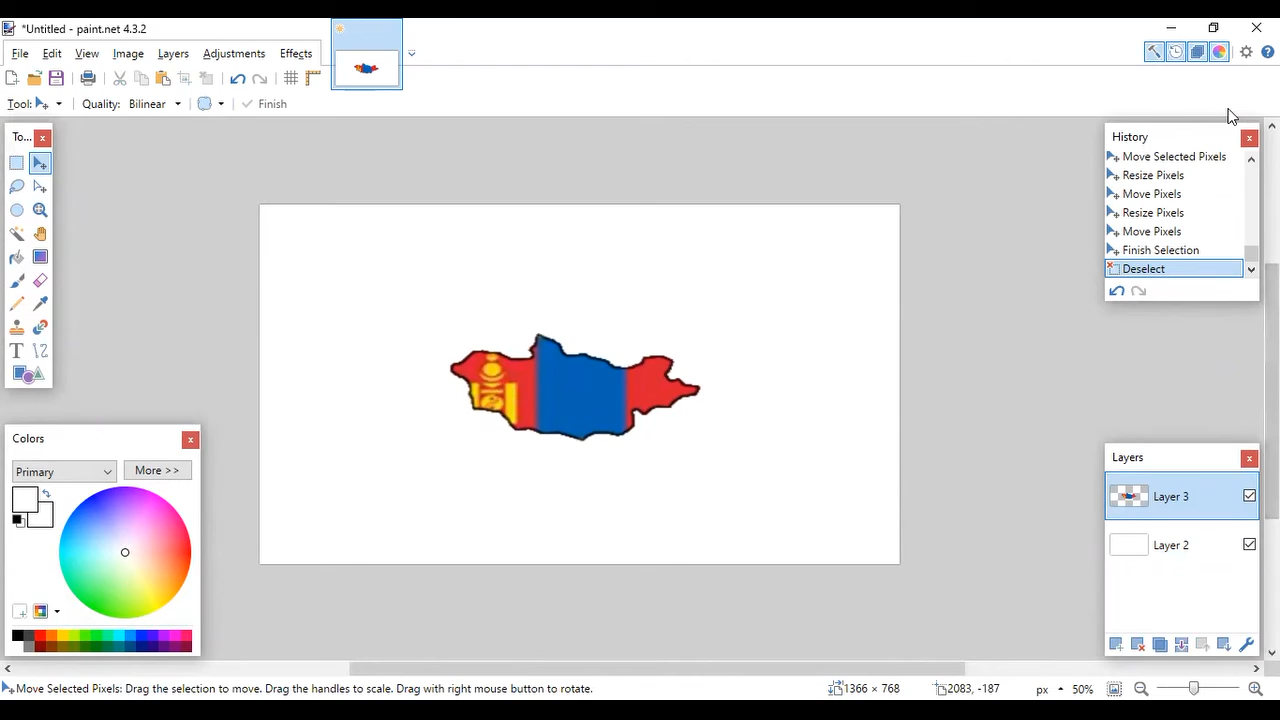 *Untitled - paint.net 4.3.2
File Edit View Image Layers Adjustments Effects
Tool: Quality: Bilinear Finish
To...
History
Move Selected Pixels
Resize Pixels
Move Pixels
Resize Pixels
Move Pixels
Finish Selection
Deselect
Colors
Primary More >>
Layers
Layer 3
Layer 2
Move Selected Pixels: Drag the selection to move. Drag the handles to scale. Drag with right mouse button to rotate. 1366 × 768 2083, -187 px 50%